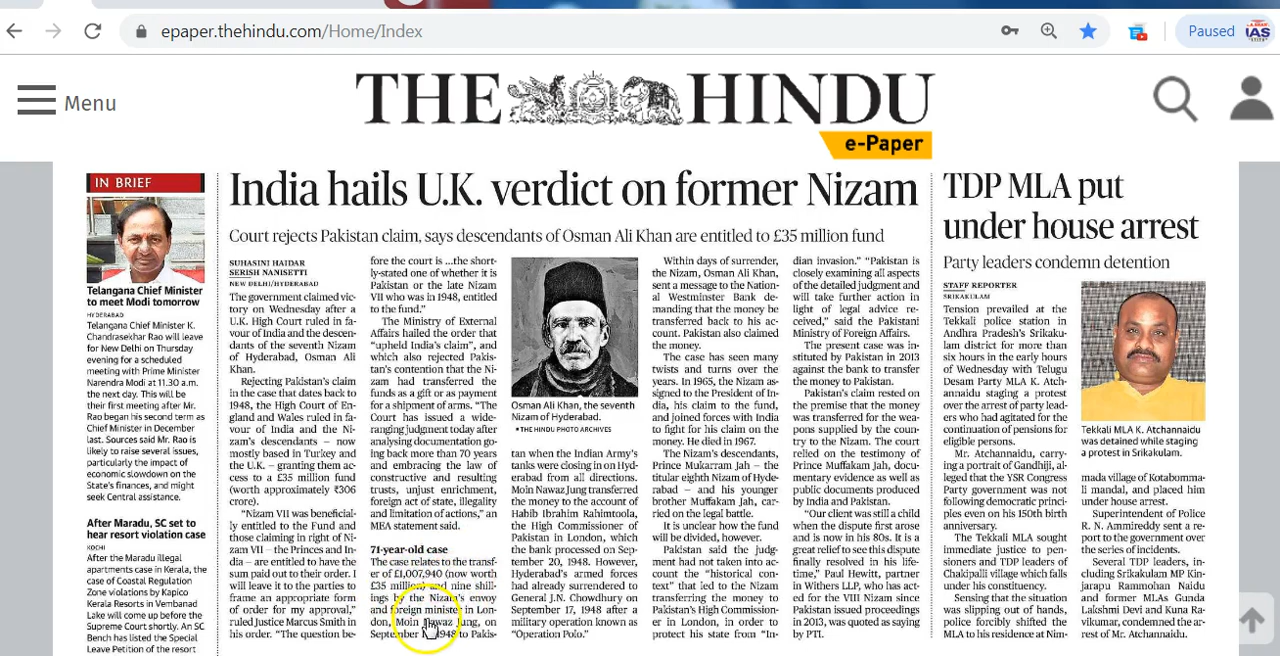 epaper.thehindu.com/Home/Index
Paused
IAS
Menu
THE HINDU
e-Paper
IN BRIEF
Telangana Chief Minister
to meet Modi tomorrow
HYDERABAD
Telangana Chief Minister K.
Chandrasekhar Rao will leave
for New Delhi on Thursday
evening for a scheduled
meeting with Prime Minister
Narendra Modi at 11.30 a.m.
the next day. This will be
their first meeting after Mr.
Rao began his second term as
Chief Minister in December
last. Sources said Mr. Rao is
likely to raise several issues,
particularly the impact of
economic slowdown on the
State's finances, and might
seek Central assistance.
After Maradu, SC set to
hear resort violation case
KOCHI
After the Maradu illegal
apartments case in Kerala, the
case of Coastal Regulation
Zone violations by Kapico
Kerala Resorts in Vembanad
Lake will come up before the
Supreme Court shortly. An SC
Bench has listed the Special
Leave Petition of the resort
India hails U.K. verdict on former Nizam
Court rejects Pakistan claim, says descendants of Osman Ali Khan are entitled to £35 million fund
SUHASINI HAIDAR
SERISH NANISETTI
NEW DELHI/HYDERABAD
The government claimed vic-
tory on Wednesday after a
U.K. High Court ruled in fa-
vour of India and the descen-
dants of the seventh Nizam
of Hyderabad, Osman Ali
Khan.
Rejecting Pakistan's claim
in the case that dates back to
1948, the High Court of En-
gland and Wales ruled in fa-
vour of India and the Ni-
zam's descendants – now
mostly based in Turkey and
the U.K. – granting them ac-
cess to a £35 million fund
(worth approximately ₹306
crore).
"Nizam VII was beneficial-
ly entitled to the Fund and
those claiming in right of Ni-
zam VII – the Princes and In-
dia – are entitled to have the
sum paid out to their order. I
will leave it to the parties to
frame an appropriate form
of order for my approval,"
ruled Justice Marcus Smith in
his order. "The question be-
fore the court is ...the short-
ly-stated one of whether it is
Pakistan or the late Nizam
VII who was in 1948, entitled
to the fund."
The Ministry of External
Affairs hailed the order that
"upheld India's claim", and
which also rejected Pakis-
tan's contention that the Ni-
zam had transferred the
funds as a gift or as payment
for a shipment of arms. "The
Court has issued a wide-
ranging judgment today after
analysing documentation go-
ing back more than 70 years
and embracing the law of
constructive and resulting
trusts, unjust enrichment,
foreign act of state, illegality
and limitation of actions," an
MEA statement said.
71-year-old case
The case relates to the transf-
er of £1,007,940 (now worth
£35 million) and nine shill-
ings by the Nizam's envoy
and foreign minister in Lon-
don, Moin Nawaz Jung, on
September 1948 to Pakis-
Osman Ali Khan, the seventh
Nizam of Hyderabad.
• THE HINDU PHOTO ARCHIVES
tan when the Indian Army's
tanks were closing in on Hyd-
erabad from all directions.
Moin Nawaz Jung transferred
the money to the account of
Habib Ibrahim Rahimtoola,
the High Commissioner of
Pakistan in London, which
the bank processed on Sep-
tember 20, 1948. However,
Hyderabad's armed forces
had already surrendered to
General J.N. Chowdhury on
September 17, 1948 after a
military operation known as
"Operation Polo."
Within days of surrender,
the Nizam, Osman Ali Khan,
sent a message to the Nation-
al Westminster Bank de-
manding that the money be
transferred back to his ac-
count. Pakistan also claimed
the money.
The case has seen many
twists and turns over the
years. In 1965, the Nizam as-
signed to the President of In-
dia, his claim to the fund,
and joined forces with India
to fight for his claim on the
money. He died in 1967.
The Nizam's descendants,
Prince Mukarram Jah – the
titular eighth Nizam of Hyde-
rabad – and his younger
brother Muffakam Jah, car-
ried on the legal battle.
It is unclear how the fund
will be divided, however.
Pakistan said the judg-
ment had not taken into ac-
count the "historical con-
text" that led to the Nizam
transferring the money to
Pakistan's High Commission-
er in London, in order to
protect his state from "In-
dian invasion." "Pakistan is
closely examining all aspects
of the detailed judgment and
will take further action in
light of legal advice re-
ceived," said the Pakistani
Ministry of Foreign Affairs.
The present case was in-
stituted by Pakistan in 2013
against the bank to transfer
the money to Pakistan.
Pakistan's claim rested on
the premise that the money
was transferred for the wea-
pons supplied by the coun-
try to the Nizam. The court
relied on the testimony of
Prince Muffakam Jah, docu-
mentary evidence as well as
public documents produced
by India and Pakistan.
"Our client was still a child
when the dispute first arose
and is now in his 80s. It is a
great relief to see this dispute
finally resolved in his life-
time," Paul Hewitt, partner
in Withers LLP, who has act-
ed for the VIII Nizam since
Pakistan issued proceedings
in 2013, was quoted as saying
by PTI.
TDP MLA put
under house arrest
Party leaders condemn detention
STAFF REPORTER
SRIKAKULAM
Tension prevailed at the
Tekkali police station in
Andhra Pradesh's Srikaku-
lam district for more than
six hours in the early hours
of Wednesday with Telugu
Desam Party MLA K. Atch-
annaidu staging a protest
over the arrest of party lead-
ers who had agitated for the
continuation of pensions for
eligible persons.
Mr. Atchannaidu, carry-
ing a portrait of Gandhiji, al-
leged that the YSR Congress
Party government was not
following democratic princi-
ples even on his 150th birth
anniversary.
The Tekkali MLA sought
immediate justice to pen-
sioners and TDP leaders of
Chakipalli village which falls
under his constituency.
Sensing that the situation
was slipping out of hands,
police forcibly shifted the
MLA to his residence at Nim-
Tekkali MLA K. Atchannaidu
was detained while staging
a protest in Srikakulam.
mada village of Kotabomma-
li mandal, and placed him
under house arrest.
Superintendent of Police
R. N. Ammireddy sent a re-
port to the government over
the series of incidents.
Several TDP leaders, in-
cluding Srikakulam MP Kin-
jarapu Rammohan Naidu
and former MLAs Gunda
Lakshmi Devi and Kuna Ra-
vikumar, condemned the ar-
rest of Mr. Atchannaidu.